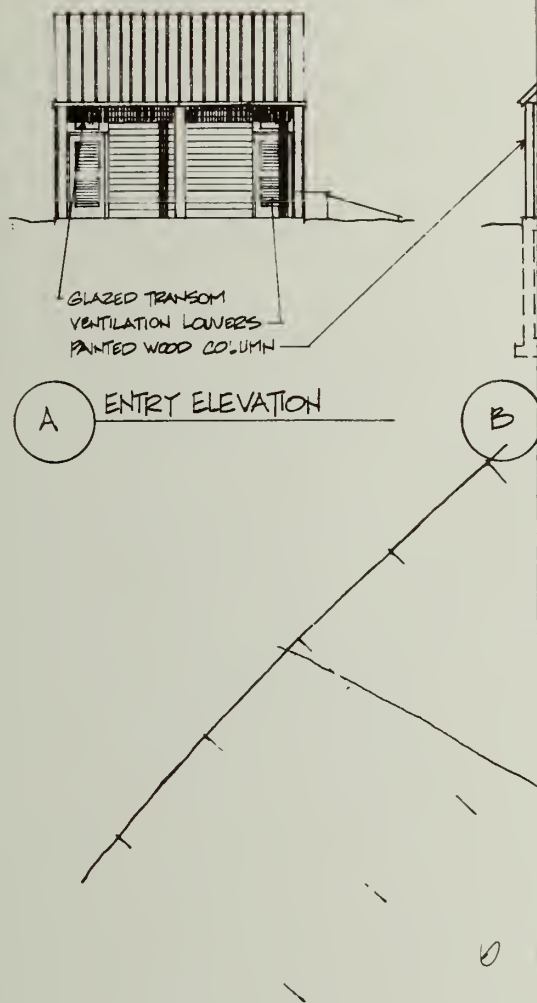 GLAZED TRANSOM
VENTILATION LOUVERS
PAINTED WOOD COLUMN
A ENTRY ELEVATION
B